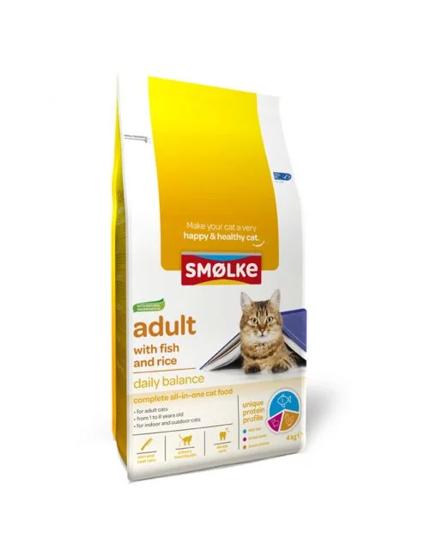 Make your cat a very
happy & healthy cat.
SMØLKE
adult
with fish
and rice
daily balance
complete all-in-one cat food
• for adult cats
• from 1 to 8 years old
• for indoor and outdoor cats
unique
protein
profile
4 kg